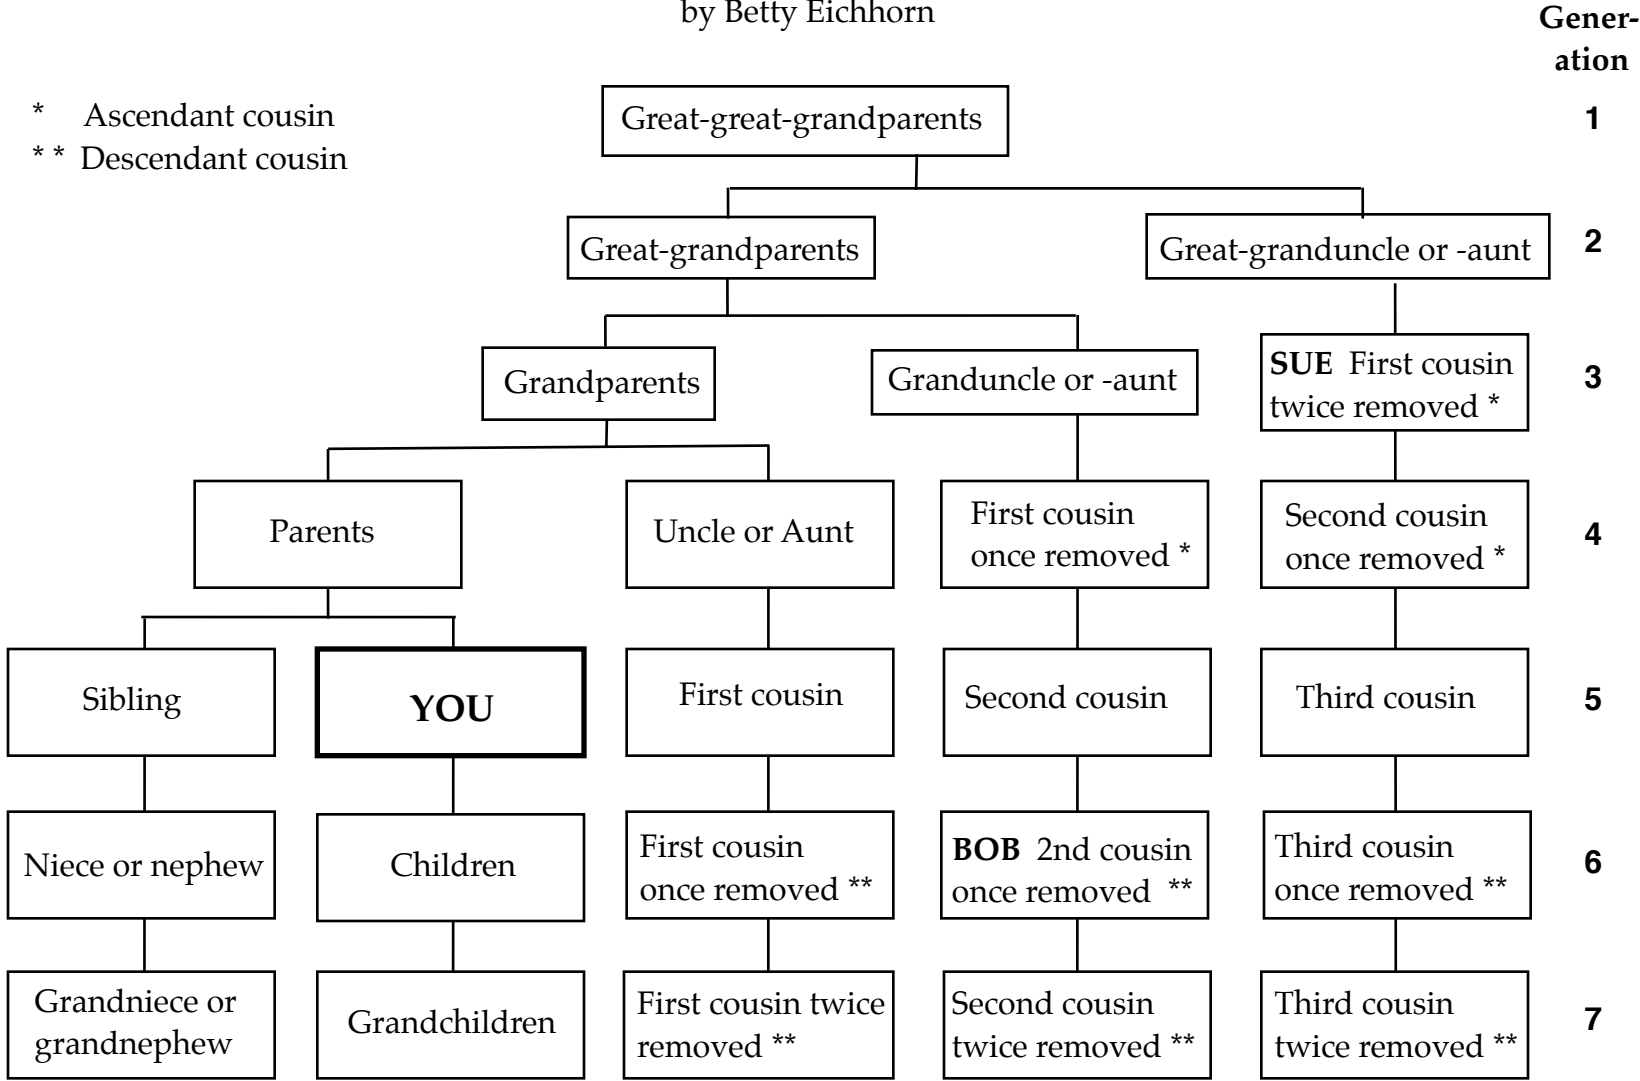 by Betty Eichhorn
Gener-
ation
* Ascendant cousin
* * Descendant cousin
Great-great-grandparents
1
Great-grandparents
Great-granduncle or -aunt
2
Grandparents
Granduncle or -aunt
SUE First cousin
twice removed *
3
Parents
Uncle or Aunt
First cousin
once removed *
Second cousin
once removed *
4
Sibling
YOU
First cousin
Second cousin
Third cousin
5
Niece or nephew
Children
First cousin
once removed **
BOB 2nd cousin
once removed **
Third cousin
once removed **
6
Grandniece or
grandnephew
Grandchildren
First cousin twice
removed **
Second cousin
twice removed **
Third cousin
twice removed **
7